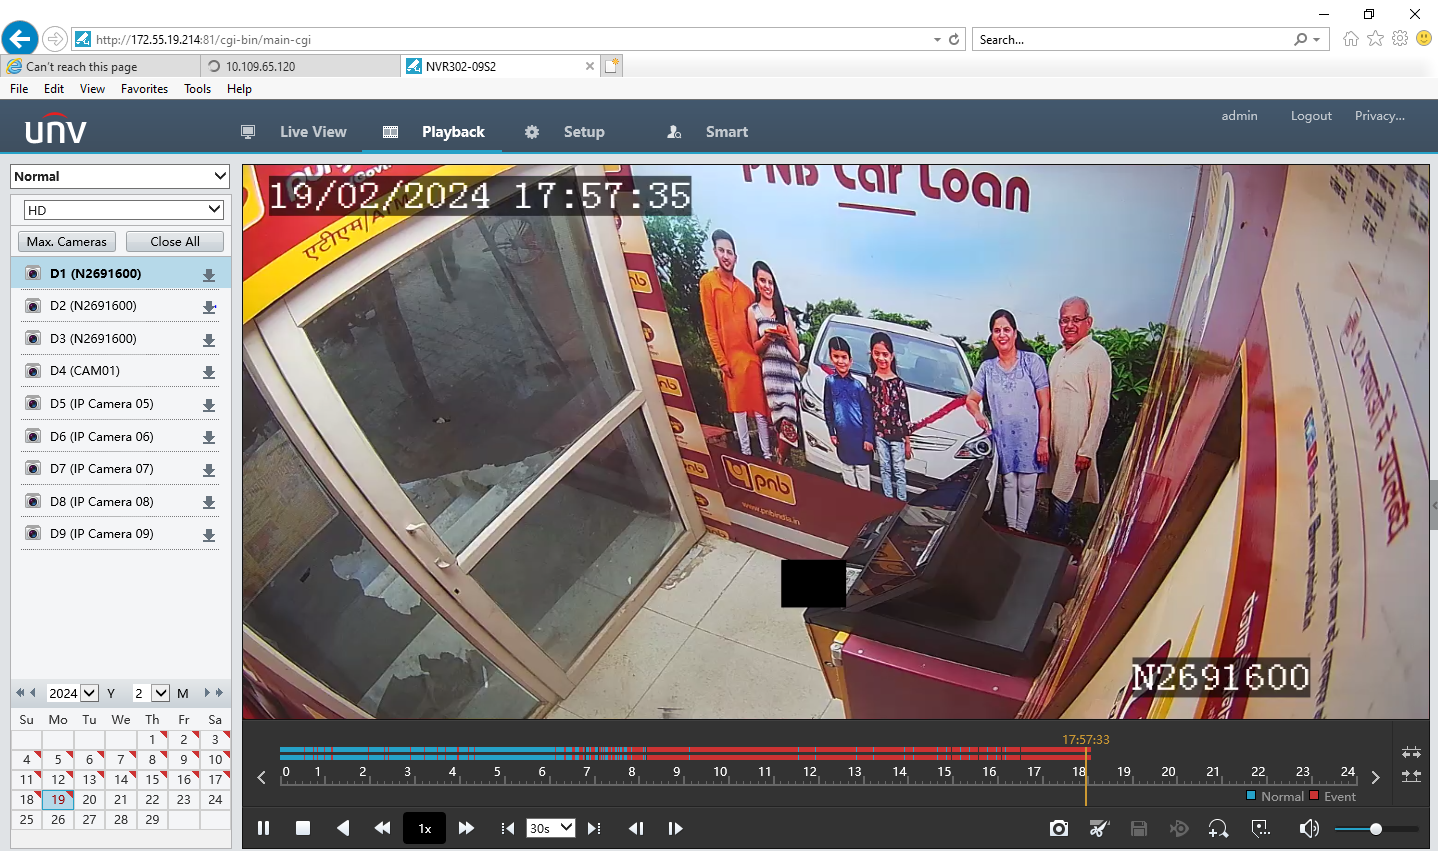 http://172.55.19.214:81/cgi-bin/main-cgi
Search...
Can't reach this page
10.109.65.120
NVR302-09S2
File Edit View Favorites Tools Help
unv
Live View
Playback
Setup
Smart
admin
Logout
Privacy...
Normal
HD
Max. Cameras
Close All
D1 (N2691600)
D2 (N2691600)
D3 (N2691600)
D4 (CAM01)
D5 (IP Camera 05)
D6 (IP Camera 06)
D7 (IP Camera 07)
D8 (IP Camera 08)
D9 (IP Camera 09)
2024 Y 2 M
Su Mo Tu We Th Fr Sa
1 2 3
4 5 6 7 8 9 10
11 12 13 14 15 16 17
18 19 20 21 22 23 24
25 26 27 28 29
19/02/2024 17:57:35
PNB Car Loan
एटीएम/ATM
pnb
www.pnbindia.in
N2691600
17:57:33
0 1 2 3 4 5 6 7 8 9 10 11 12 13 14 15 16 17 18 19 20 21 22 23 24
Normal
Event
1x
30s